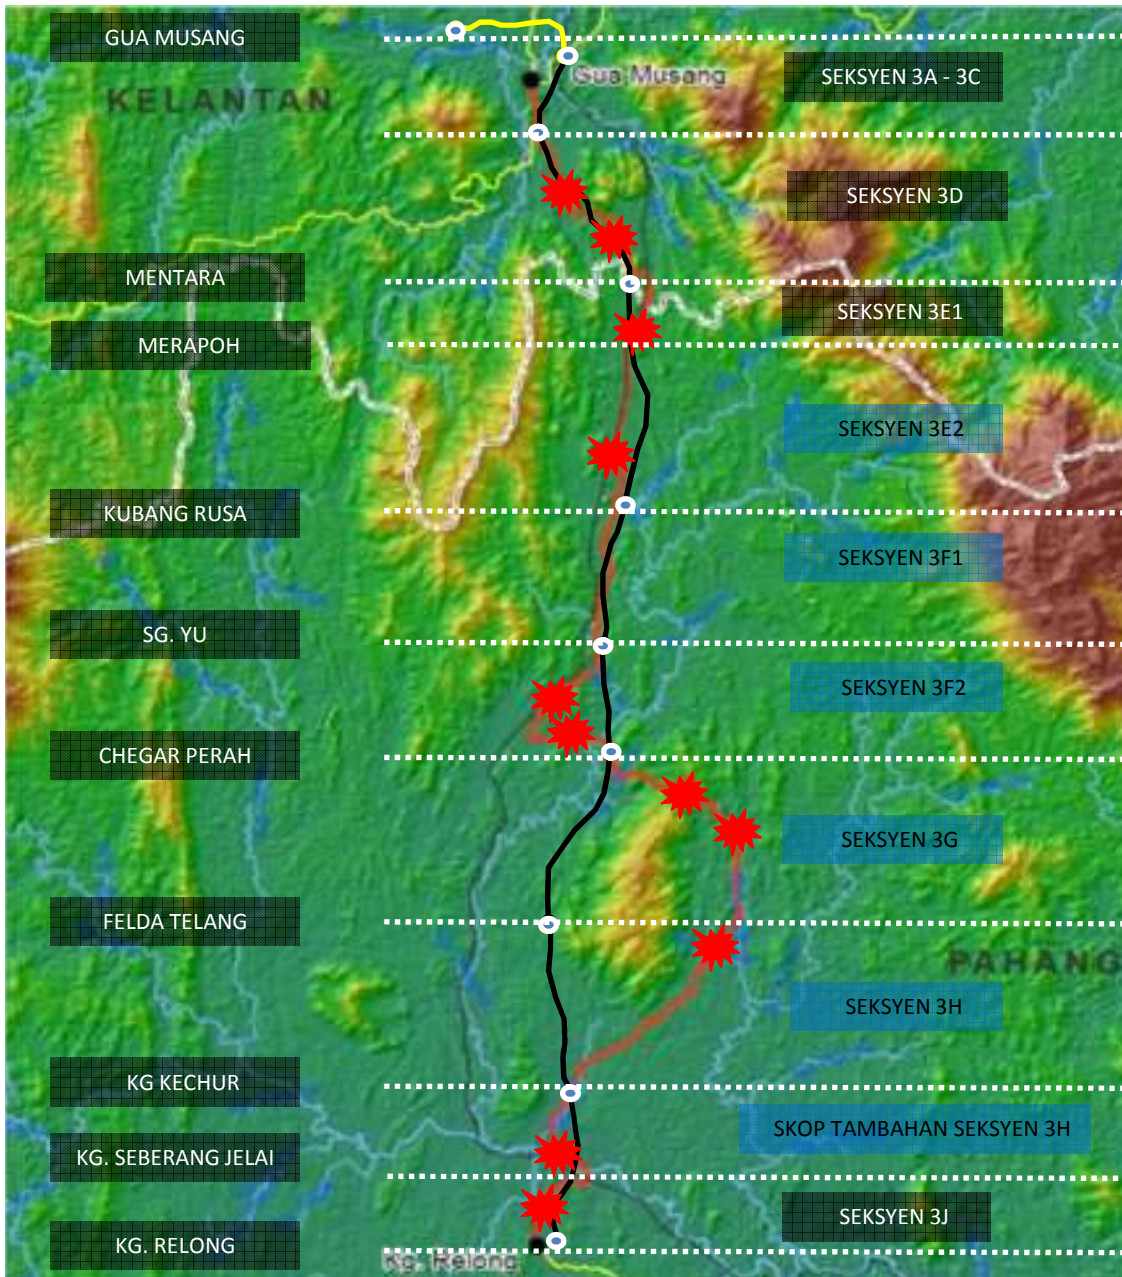 GUA MUSANG
Gua Musang
SEKSYEN 3A - 3C
KELANTAN
SEKSYEN 3D
MENTARA
SEKSYEN 3E1
MERAPOH
SEKSYEN 3E2
KUBANG RUSA
SEKSYEN 3F1
SG. YU
SEKSYEN 3F2
CHEGAR PERAH
SEKSYEN 3G
FELDA TELANG
PAHANG
SEKSYEN 3H
KG KECHUR
SKOP TAMBAHAN SEKSYEN 3H
KG. SEBERANG JELAI
SEKSYEN 3J
KG. RELONG
Kg. Relong